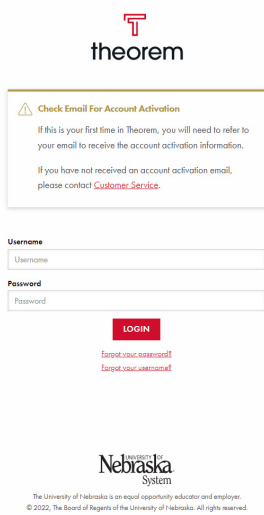 theorem
Check Email For Account Activation
If this is your first time in Theorem, you will need to refer to
your email to receive the account activation information.
If you have not received an account activation email,
please contact Customer Service.
Username
Username
Password
Password
LOGIN
Forgot your password?
Forgot your username?
UNIVERSITY OF
Nebraska
System
The University of Nebraska is an equal opportunity educator and employer.
© 2022, The Board of Regents of the University of Nebraska. All rights reserved.